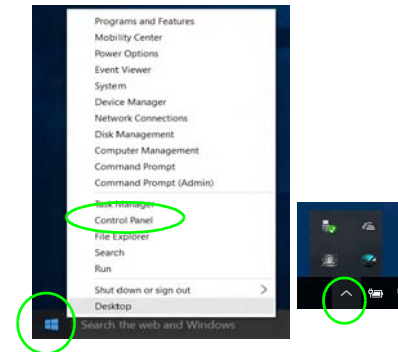 Programs and Features
Mobility Center
Power Options
Event Viewer
System
Device Manager
Network Connections
Disk Management
Computer Management
Command Prompt
Command Prompt (Admin)
Task Manager
Control Panel
File Explorer
Search
Run
Shut down or sign out
Desktop
Search the web and Windows